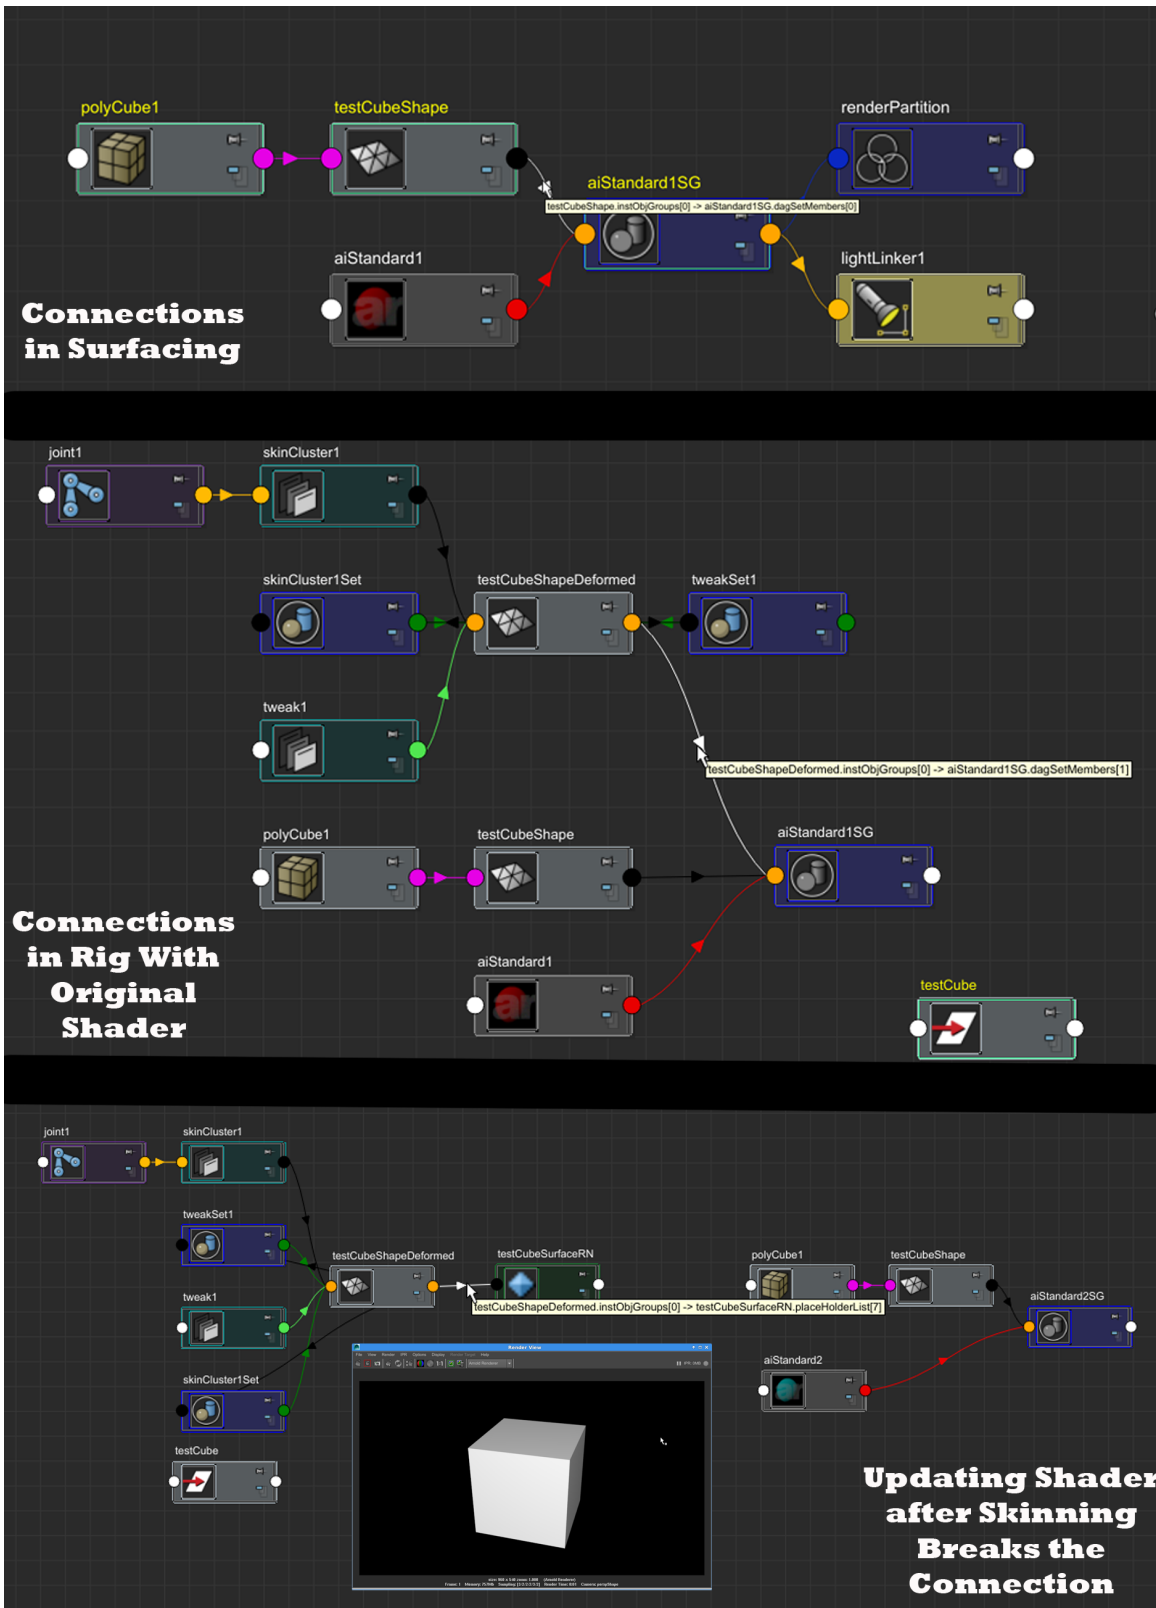 polyCube1
testCubeShape
renderPartition
aiStandard1SG
testCubeShape.instObjGroups[0] -> aiStandard1SG.dagSetMembers[0]
aiStandard1
lightLinker1
Connections
in Surfacing
joint1
skinCluster1
skinCluster1Set
testCubeShapeDeformed
tweakSet1
tweak1
testCubeShapeDeformed.instObjGroups[0] -> aiStandard1SG.dagSetMembers[1]
polyCube1
testCubeShape
aiStandard1SG
Connections
in Rig With
Original
Shader
aiStandard1
testCube
joint1
skinCluster1
tweakSet1
testCubeShapeDeformed
testCubeSurfaceRN
polyCube1
testCubeShape
tweak1
testCubeShapeDeformed.instObjGroups[0] -> testCubeSurfaceRN.placeHolderList[7]
aiStandard2SG
Render View
aiStandard2
skinCluster1Set
testCube
Updating Shader
after Skinning
Breaks the
Connection